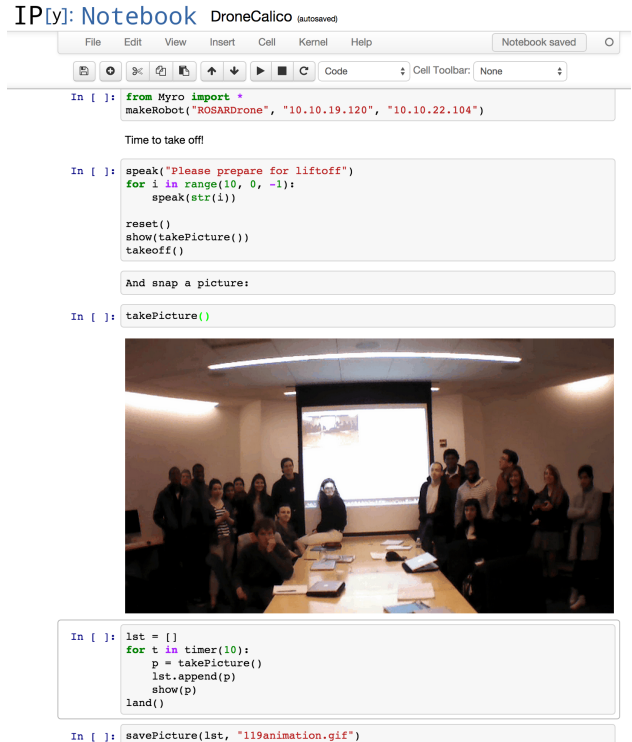 IP[y]: Notebook DroneCalico (autosaved)
File Edit View Insert Cell Kernel Help Notebook saved
Code Cell Toolbar: None
In [ ]: from Myro import *
makeRobot("ROSARDrone", "10.10.19.120", "10.10.22.104")
Time to take off!
In [ ]: speak("Please prepare for liftoff")
for i in range(10, 0, -1):
    speak(str(i))
reset()
show(takePicture())
takeoff()
And snap a picture:
In [ ]: takePicture()
In [ ]: lst = []
for t in timer(10):
    p = takePicture()
    lst.append(p)
    show(p)
land()
In [ ]: savePicture(lst, "119animation.gif")